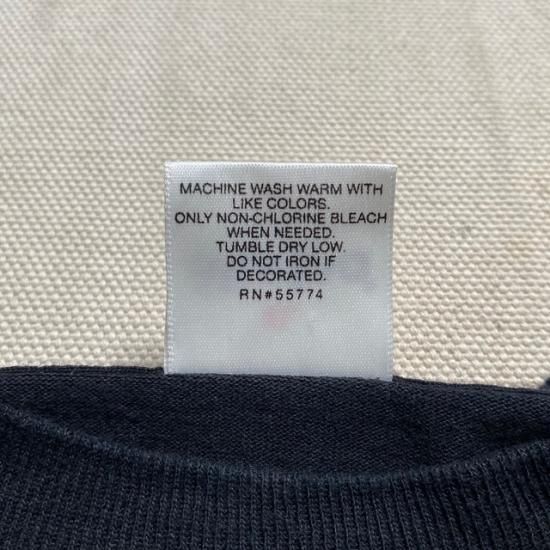 MACHINE WASH WARM WITH
LIKE COLORS.
ONLY NON-CHLORINE BLEACH
WHEN NEEDED.
TUMBLE DRY LOW.
DO NOT IRON IF
DECORATED.
RN#55774